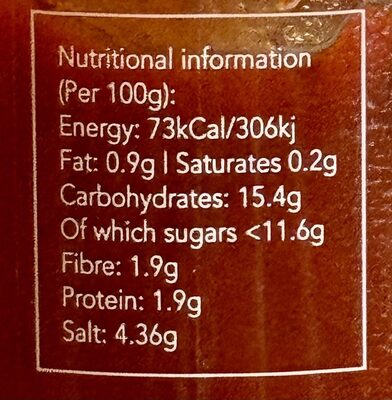 Nutritional information
(Per 100g):
Energy: 73kCal/306kj
Fat: 0.9g | Saturates 0.2g
Carbohydrates: 15.4g
Of which sugars <11.6g
Fibre: 1.9g
Protein: 1.9g
Salt: 4.36g